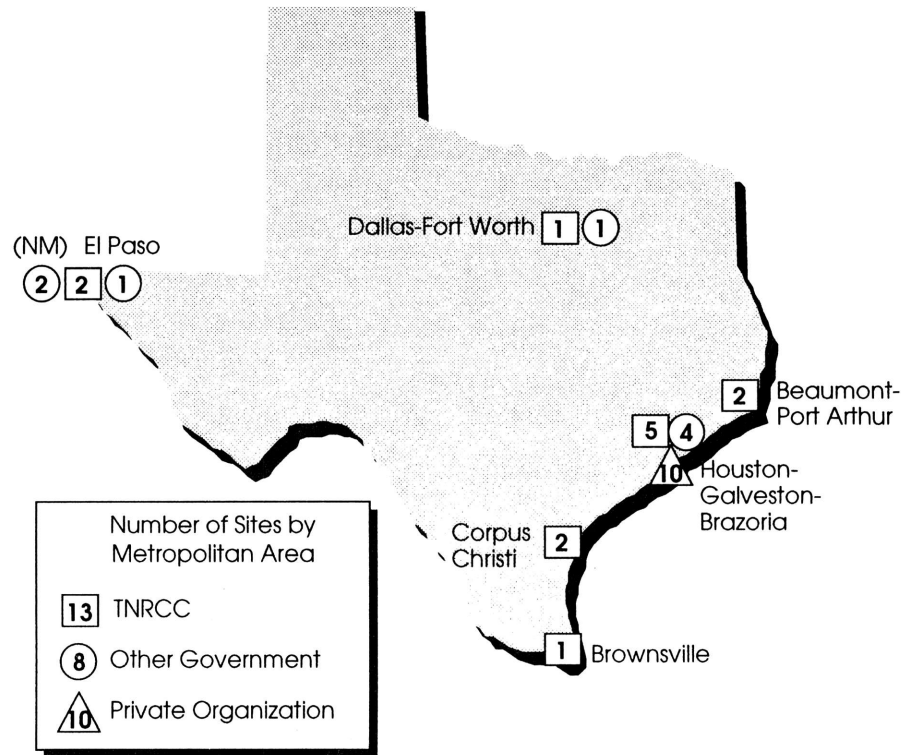 Dallas-Fort Worth 1 1
(NM) El Paso
2 2 1
2 Beaumont-
Port Arthur
5 4
10 Houston-
Galveston-
Brazoria
Corpus
Christi 2
1 Brownsville
Number of Sites by
Metropolitan Area
13 TNRCC
8 Other Government
10 Private Organization